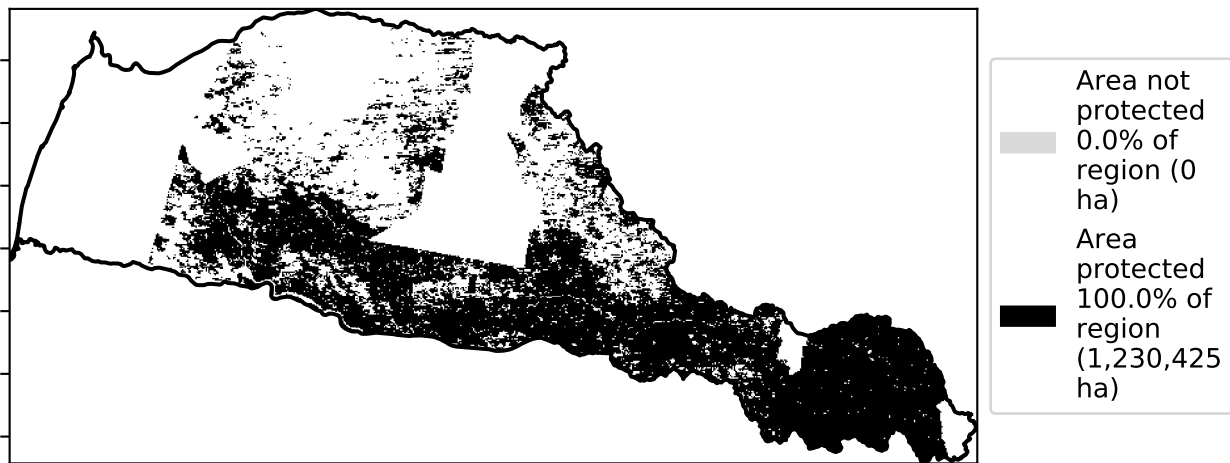 Area not
protected
0.0% of
region (0
ha)
Area
protected
100.0% of
region
(1,230,425
ha)